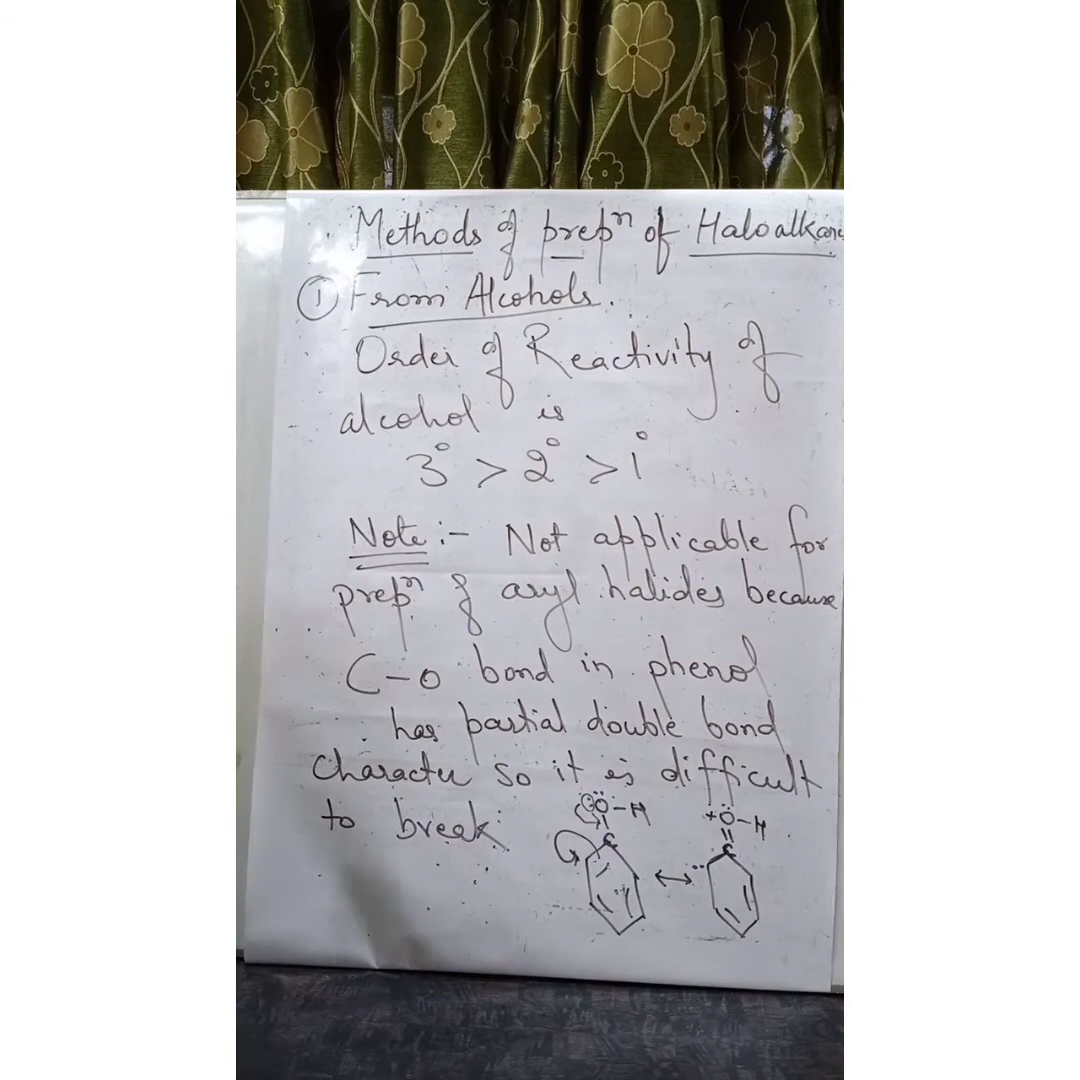 Methods of prepⁿ of Haloalkane
① From Alcohols.
Order of Reactivity of
alcohol is
3° > 2° > 1°
Note :- Not applicable for
prepⁿ of aryl halides because
C-O bond in phenol
has partial double bond
character so it is difficult
to break
Ö-H +Ö-H
C C